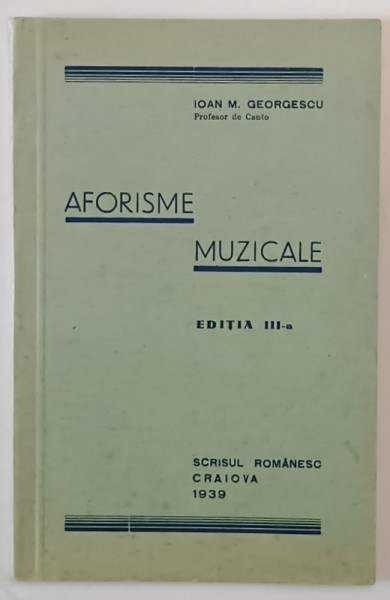 IOAN M. GEORGESCU
Profesor de Canto
AFORISME
MUZICALE
EDIȚIA III-a
SCRISUL ROMÂNESC
CRAIOVA
1939